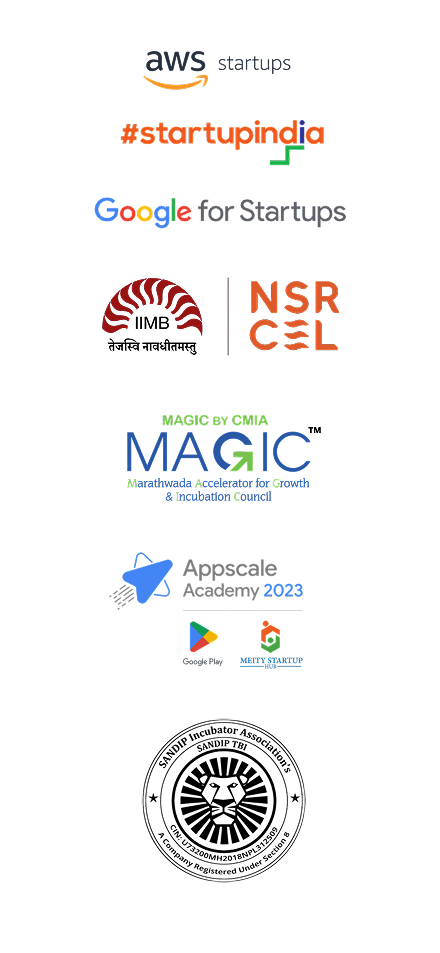 aws startups
#startupindia
Google for Startups
IIMB
तेजस्वि नावधीतमस्तु
NSR
CEL
MAGIC BY CMIA
MAGIC™
Marathwada Accelerator for Growth
& Incubation Council
Appscale
Academy 2023
Google Play
MEITY STARTUP
HUB
SANDIP Incubator Association's
SANDIP TBI
CIN: U73200MH2018NPL312509
A Company Registered Under Section 8